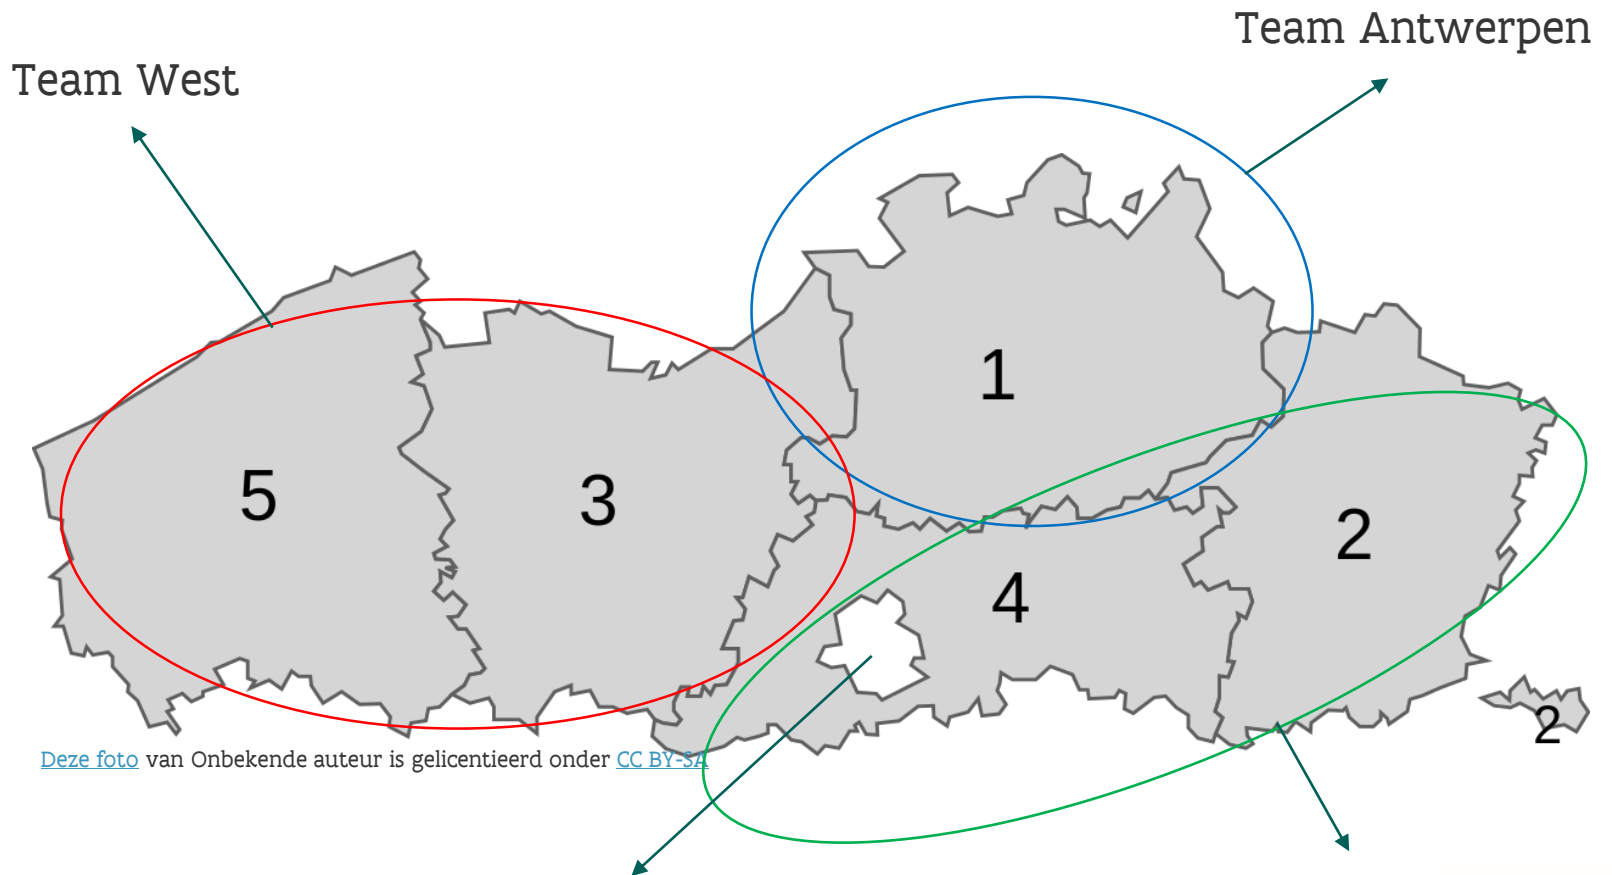 Team Antwerpen
Team West
1
5
3
2
4
2
Deze foto van Onbekende auteur is gelicentieerd onder CC BY-SA